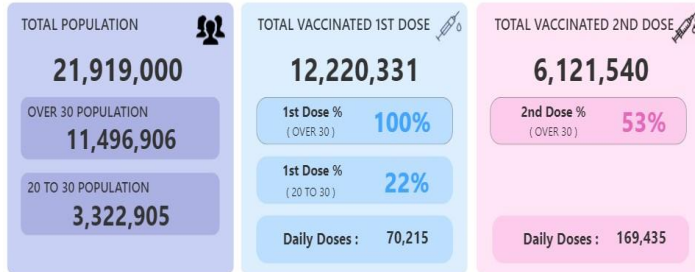 TOTAL POPULATION
21,919,000
OVER 30 POPULATION
11,496,906
20 TO 30 POPULATION
3,322,905
TOTAL VACCINATED 1ST DOSE
12,220,331
1st Dose % 100%
( OVER 30 )
1st Dose % 22%
( 20 TO 30 )
Daily Doses : 70,215
TOTAL VACCINATED 2ND DOSE
6,121,540
2nd Dose % 53%
( OVER 30 )
Daily Doses : 169,435